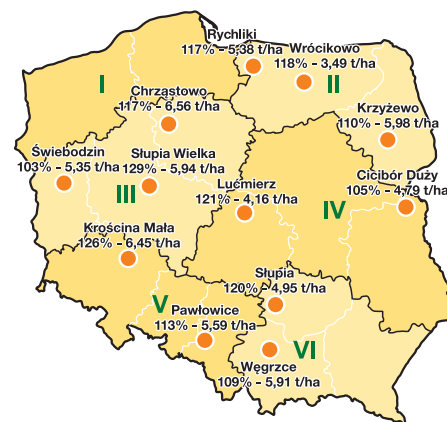 Rychliki
117% – 5,38 t/ha
Wrócikowo
118% – 3,49 t/ha
I
II
Chrząstowo
117% – 6,56 t/ha
Krzyżewo
110% – 5,98 t/ha
Świebodzin
103% – 5,35 t/ha
Słupia Wielka
129% – 5,94 t/ha
Cicibór Duży
105% – 4,79 t/ha
III
Lućmierz
121% – 4,16 t/ha
IV
Krościna Mała
126% – 6,45 t/ha
Słupia
120% – 4,95 t/ha
V
Pawłowice
113% – 5,59 t/ha
VI
Węgrzce
109% – 5,91 t/ha